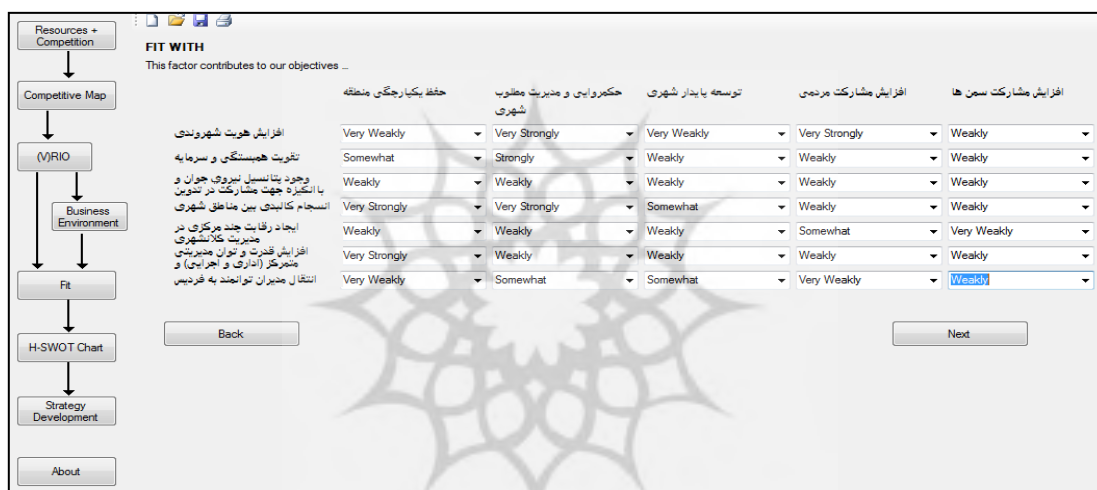 Resources +
Competition
Competitive Map
(V)RIO
Business
Environment
Fit
H-SWOT Chart
Strategy
Development
About
FIT WITH
This factor contributes to our objectives ...
حفظ یکپارچگی منطقه
حکمروایی و مدیریت مطلوب
شهری
توسعه پایدار شهری
افزایش مشارکت مردمی
افزایش مشارکت سمن ها
افزایش هویت شهروندی
Very Weakly Very Strongly Very Weakly Very Strongly Weakly
تقویت همبستگی و سرمایه
Somewhat Strongly Weakly Weakly Weakly
وجود پتانسیل نیروی جوان و
با انگیزه جهت مشارکت در تدوین
Weakly Weakly Weakly Weakly Weakly
انسجام کالبدی بین مناطق شهری
Very Strongly Very Strongly Somewhat Weakly Weakly
ایجاد رقابت چند مرکزی در
مدیریت کلانشهری
Weakly Weakly Weakly Somewhat Very Weakly
افزایش قدرت و توان مدیریتی
متمرکز (اداری و اجرایی) و
Very Strongly Weakly Weakly Weakly Weakly
انتقال مدیران توانمند به فردیس
Very Weakly Somewhat Somewhat Very Weakly Weakly
Back
Next